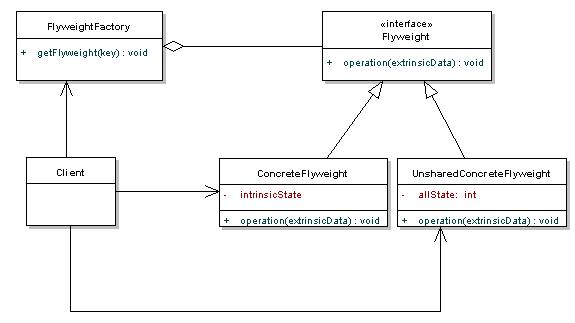 FlyweightFactory
+ getFlyweight(key) : void
«interface»
Flyweight
+ operation(extrinsicData) : void
Client
ConcreteFlyweight
- intrinsicState
+ operation(extrinsicData) : void
UnsharedConcreteFlyweight
- allState: int
+ operation(extrinsicData) : void